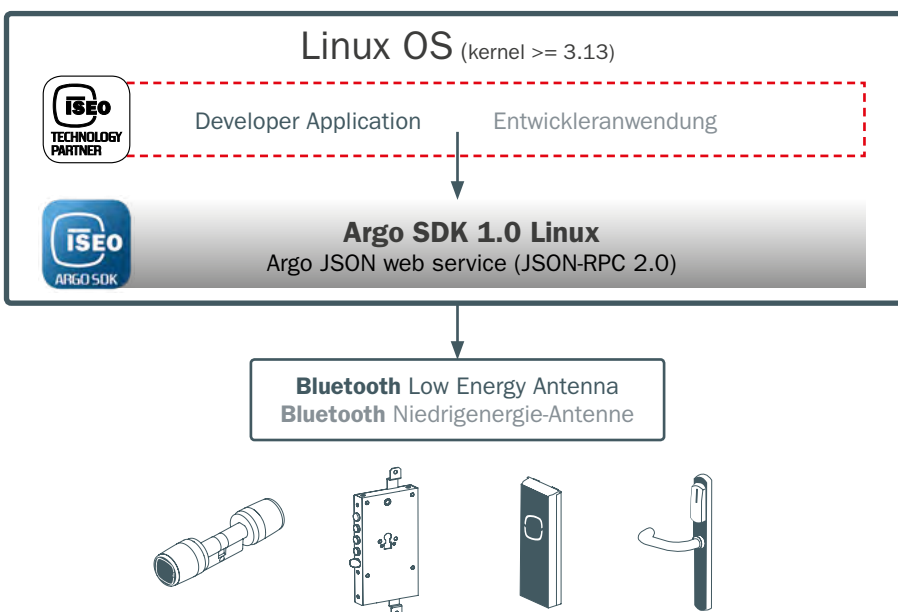 Linux OS (kernel >= 3.13)
ISEO
TECHNOLOGY
PARTNER
Developer Application
Entwickleranwendung
ISEO
ARGO SDK
Argo SDK 1.0 Linux
Argo JSON web service (JSON-RPC 2.0)
Bluetooth Low Energy Antenna
Bluetooth Niedrigenergie-Antenne